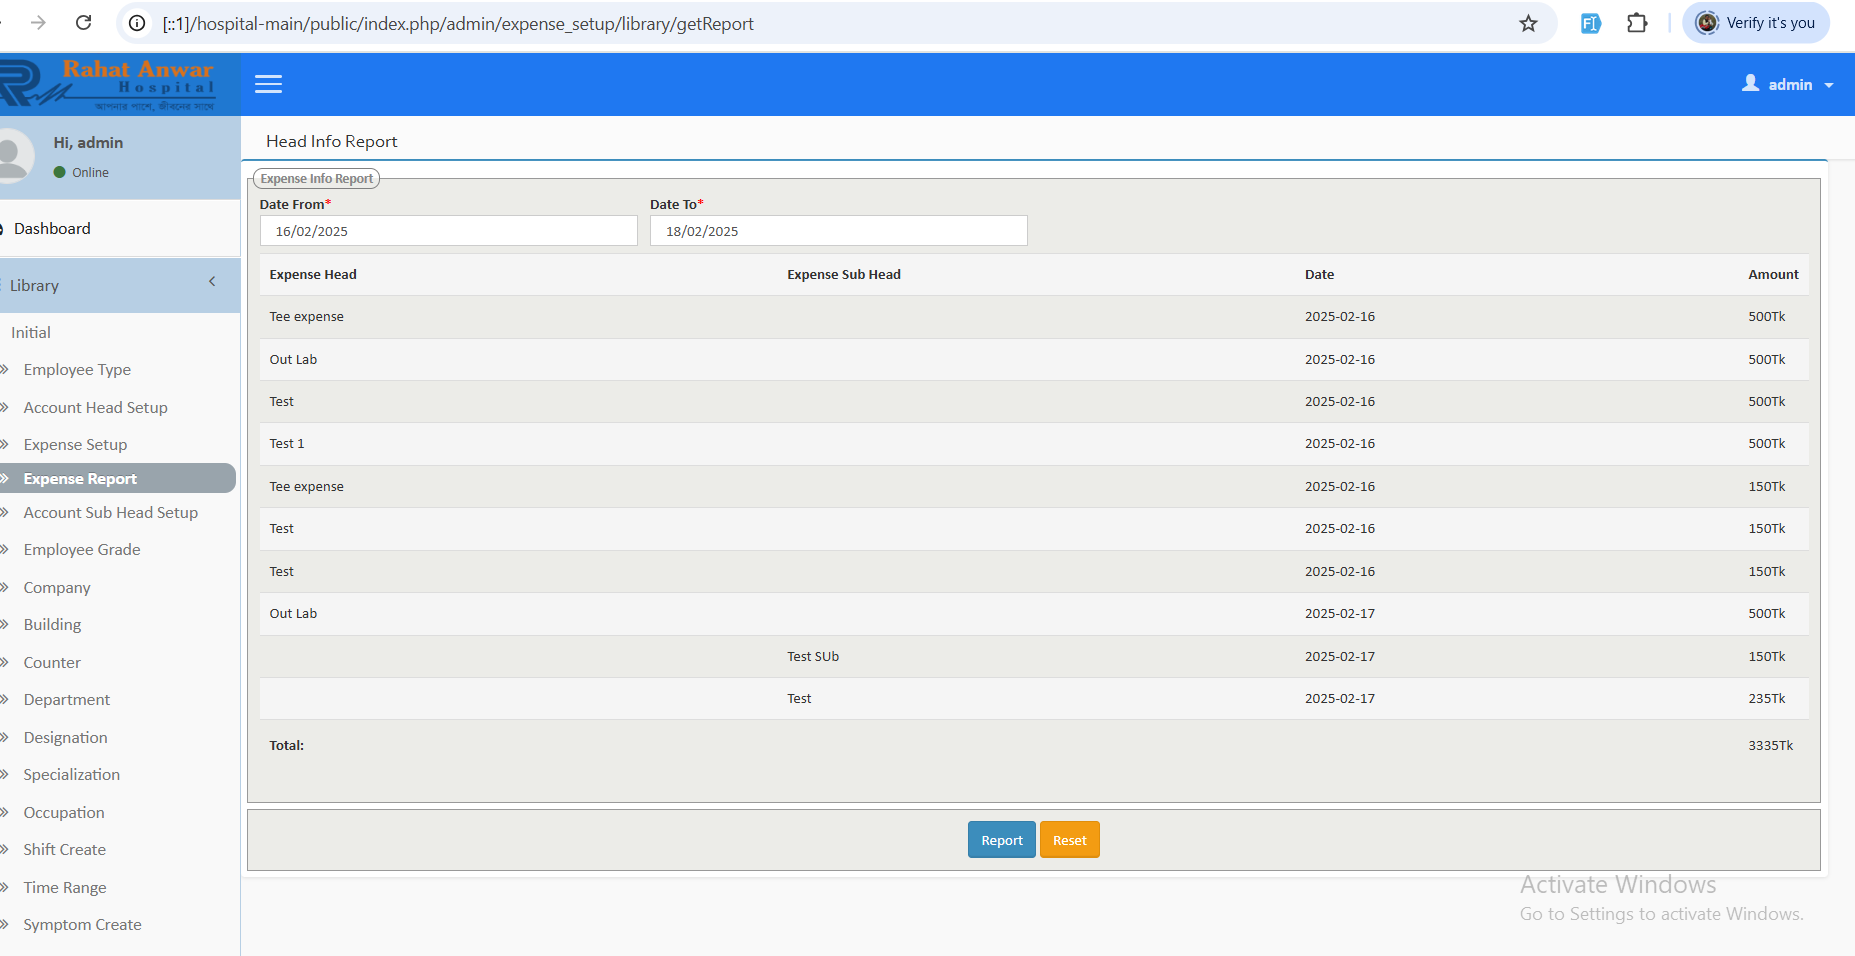 [::1]/hospital-main/public/index.php/admin/expense_setup/library/getReport
Verify it's you
Rahat Anwar
Hospital
আপনার পাশে, জীবনের সাথে
admin
Hi, admin
Online
Head Info Report
Expense Info Report
Date From*
Date To*
16/02/2025
18/02/2025
Dashboard
Library
Initial
Employee Type
Account Head Setup
Expense Setup
Expense Report
Account Sub Head Setup
Employee Grade
Company
Building
Counter
Department
Designation
Specialization
Occupation
Shift Create
Time Range
Symptom Create
Expense Head Expense Sub Head Date Amount
Tee expense 2025-02-16 500Tk
Out Lab 2025-02-16 500Tk
Test 2025-02-16 500Tk
Test 1 2025-02-16 500Tk
Tee expense 2025-02-16 150Tk
Test 2025-02-16 150Tk
Test 2025-02-16 150Tk
Out Lab 2025-02-17 500Tk
Test SUb 2025-02-17 150Tk
Test 2025-02-17 235Tk
Total: 3335Tk
Report Reset
Activate Windows
Go to Settings to activate Windows.